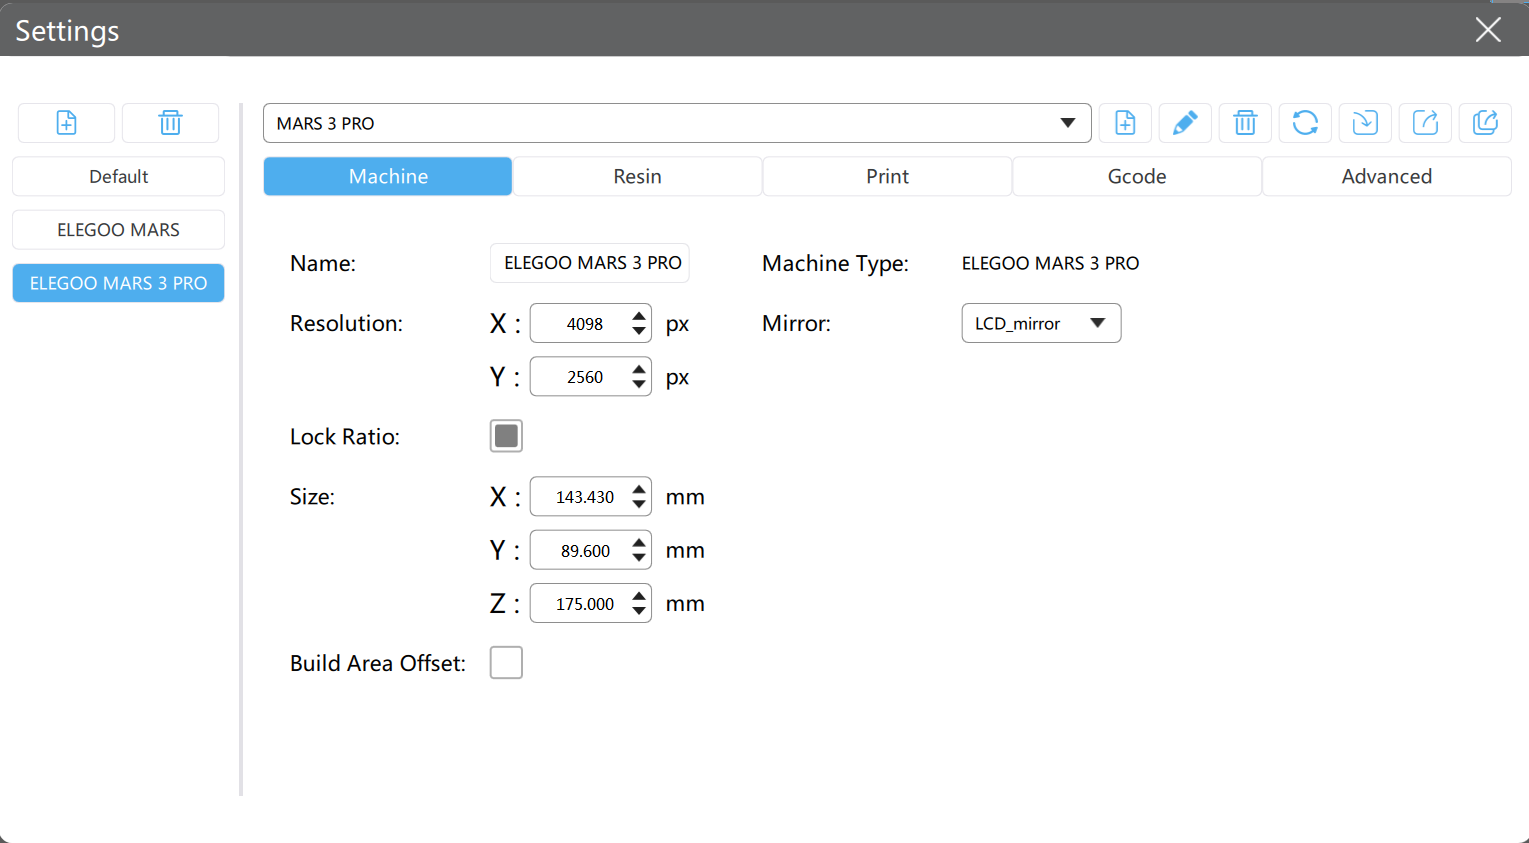 Settings
MARS 3 PRO
Default
Machine
Resin
Print
Gcode
Advanced
ELEGOO MARS
ELEGOO MARS 3 PRO
Name:
ELEGOO MARS 3 PRO
Machine Type:
ELEGOO MARS 3 PRO
Resolution:
X :
4098
px
Mirror:
LCD_mirror
Y :
2560
px
Lock Ratio:
Size:
X :
143.430
mm
Y :
89.600
mm
Z :
175.000
mm
Build Area Offset: